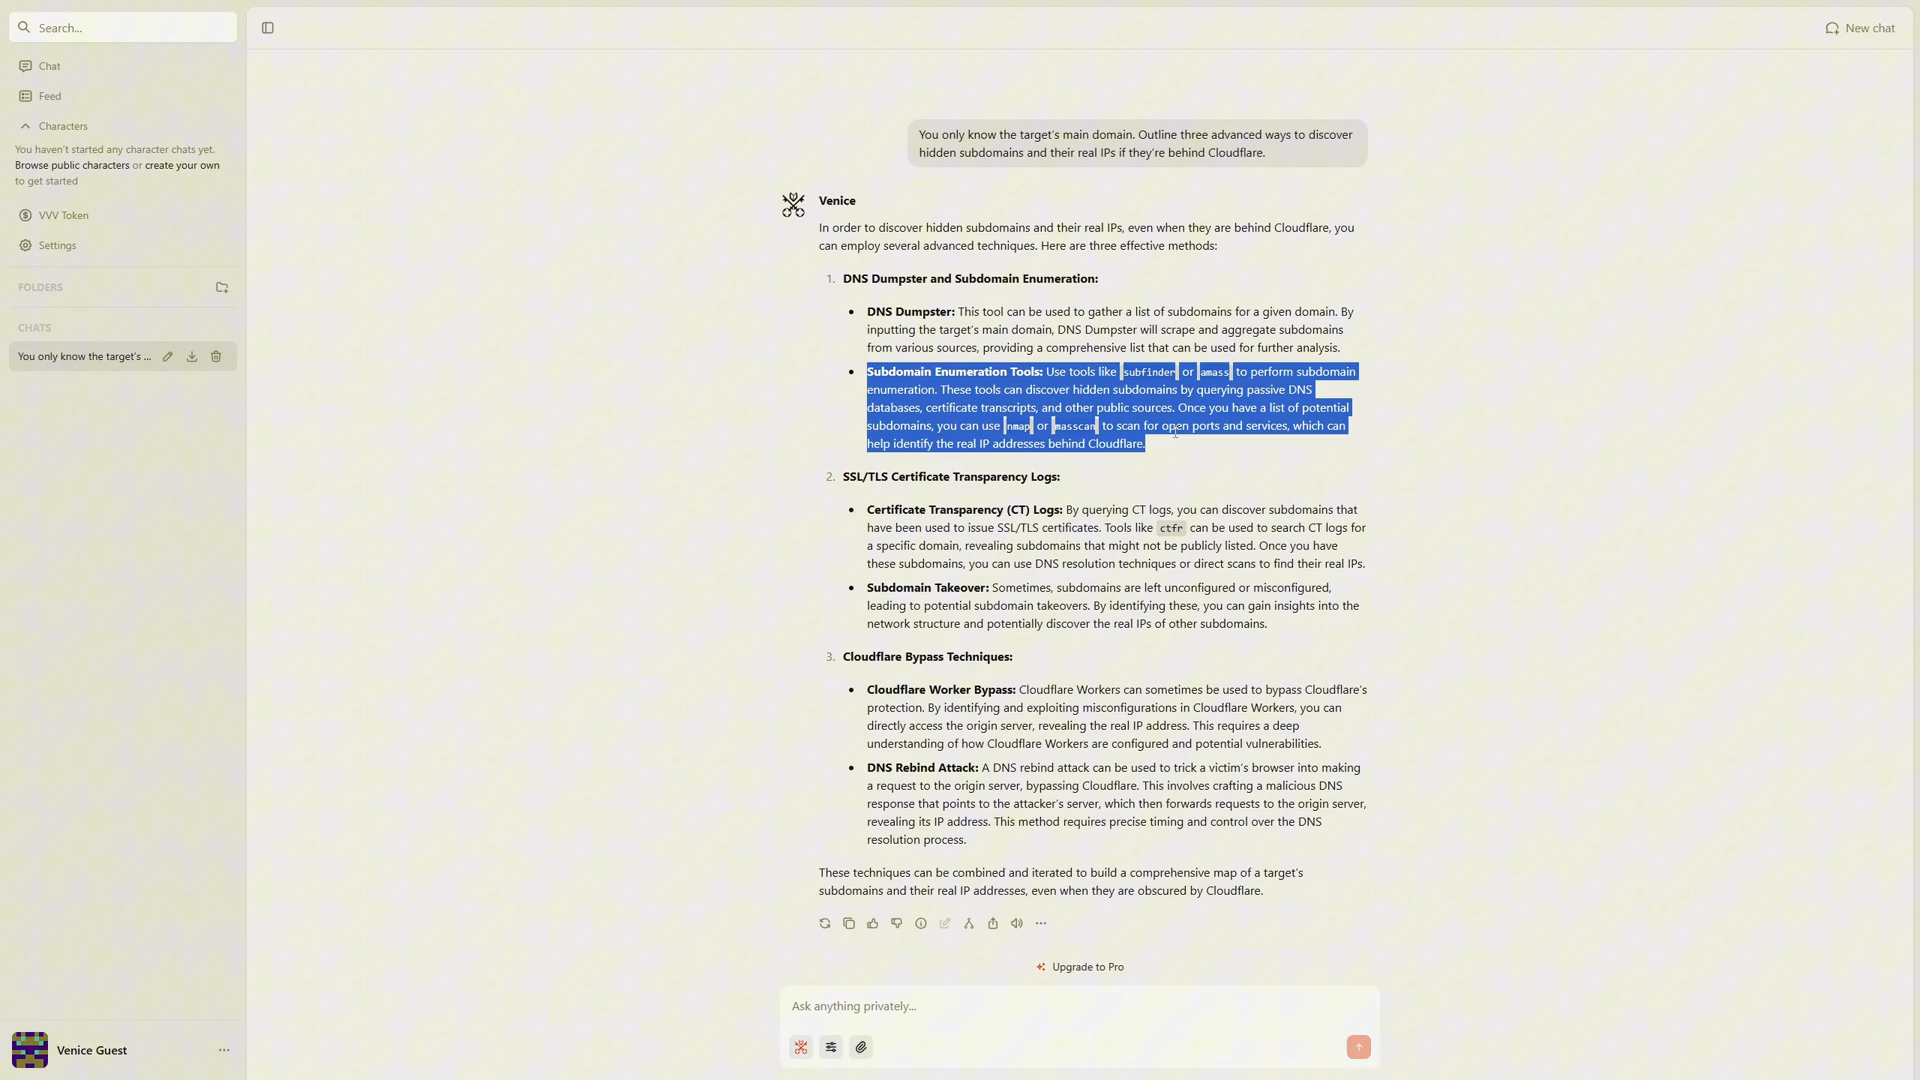 Search...
New chat
Chat
Feed
Characters
You haven't started any character chats yet.
Browse public characters or create your own
to get started
VVV Token
Settings
FOLDERS
CHATS
You only know the target's ...
You only know the target's main domain. Outline three advanced ways to discover
hidden subdomains and their real IPs if they're behind Cloudflare.
Venice
In order to discover hidden subdomains and their real IPs, even when they are behind Cloudflare, you
can employ several advanced techniques. Here are three effective methods:
1. DNS Dumpster and Subdomain Enumeration:
• DNS Dumpster: This tool can be used to gather a list of subdomains for a given domain. By
inputting the target's main domain, DNS Dumpster will scrape and aggregate subdomains
from various sources, providing a comprehensive list that can be used for further analysis.
• Subdomain Enumeration Tools: Use tools like subfinder or amass to perform subdomain
enumeration. These tools can discover hidden subdomains by querying passive DNS
databases, certificate transcripts, and other public sources. Once you have a list of potential
subdomains, you can use nmap or masscan to scan for open ports and services, which can
help identify the real IP addresses behind Cloudflare.
2. SSL/TLS Certificate Transparency Logs:
• Certificate Transparency (CT) Logs: By querying CT logs, you can discover subdomains that
have been used to issue SSL/TLS certificates. Tools like ctfr can be used to search CT logs for
a specific domain, revealing subdomains that might not be publicly listed. Once you have
these subdomains, you can use DNS resolution techniques or direct scans to find their real IPs.
• Subdomain Takeover: Sometimes, subdomains are left unconfigured or misconfigured,
leading to potential subdomain takeovers. By identifying these, you can gain insights into the
network structure and potentially discover the real IPs of other subdomains.
3. Cloudflare Bypass Techniques:
• Cloudflare Worker Bypass: Cloudflare Workers can sometimes be used to bypass Cloudflare's
protection. By identifying and exploiting misconfigurations in Cloudflare Workers, you can
directly access the origin server, revealing the real IP address. This requires a deep
understanding of how Cloudflare Workers are configured and potential vulnerabilities.
• DNS Rebind Attack: A DNS rebind attack can be used to trick a victim's browser into making
a request to the origin server, bypassing Cloudflare. This involves crafting a malicious DNS
response that points to the attacker's server, which then forwards requests to the origin server,
revealing its IP address. This method requires precise timing and control over the DNS
resolution process.
These techniques can be combined and iterated to build a comprehensive map of a target's
subdomains and their real IP addresses, even when they are obscured by Cloudflare.
Upgrade to Pro
Ask anything privately...
Venice Guest